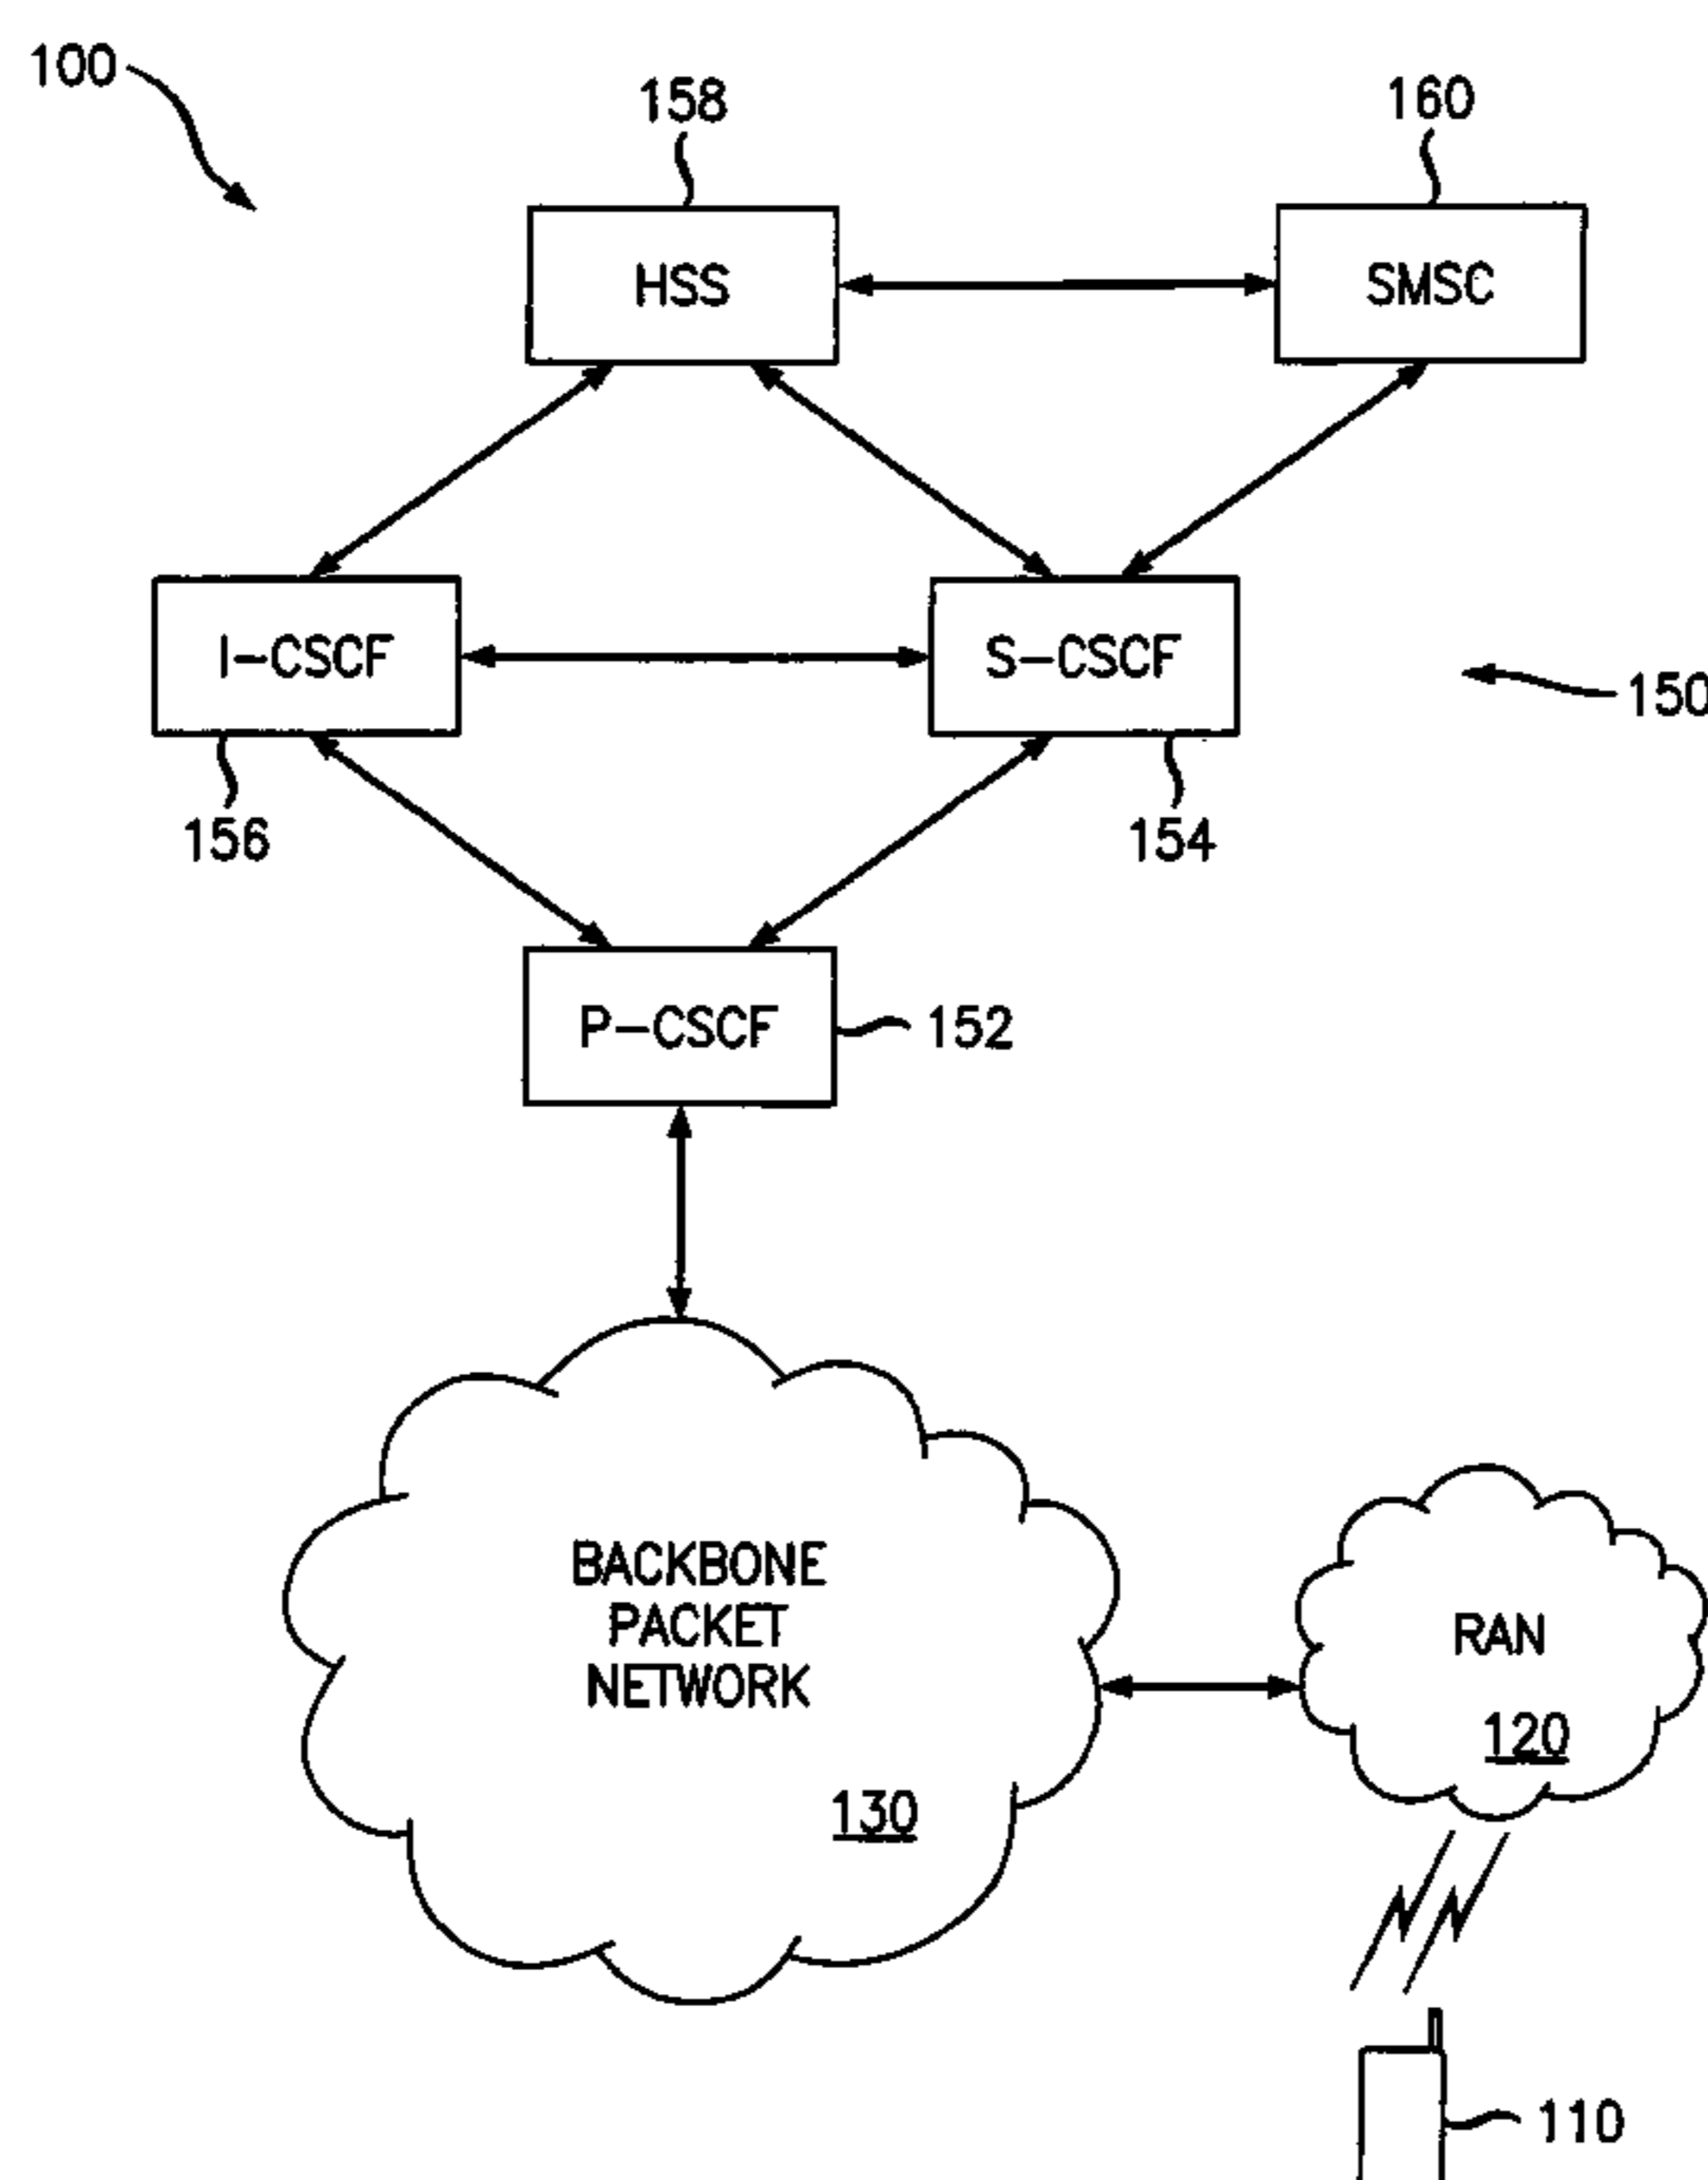 100
158
160
HSS
SMSC
I-CSCF
S-CSCF
150
156
154
P-CSCF
152
BACKBONE
PACKET
NETWORK
130
RAN
120
110